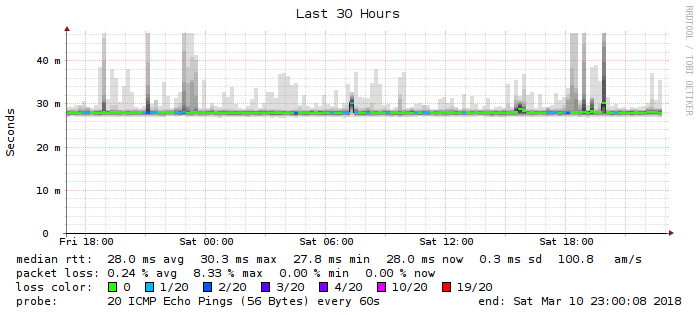 Last 30 Hours
RRDTOOL / TOBI OETIKER
Seconds
40 m
30 m
20 m
10 m
0
Fri 18:00 Sat 00:00 Sat 06:00 Sat 12:00 Sat 18:00
median rtt: 28.0 ms avg 30.3 ms max 27.8 ms min 28.0 ms now 0.3 ms sd 100.8 am/s
packet loss: 0.24 % avg 8.33 % max 0.00 % min 0.00 % now
loss color: 0 1/20 2/20 3/20 4/20 10/20 19/20
probe: 20 ICMP Echo Pings (56 Bytes) every 60s end: Sat Mar 10 23:00:08 2018